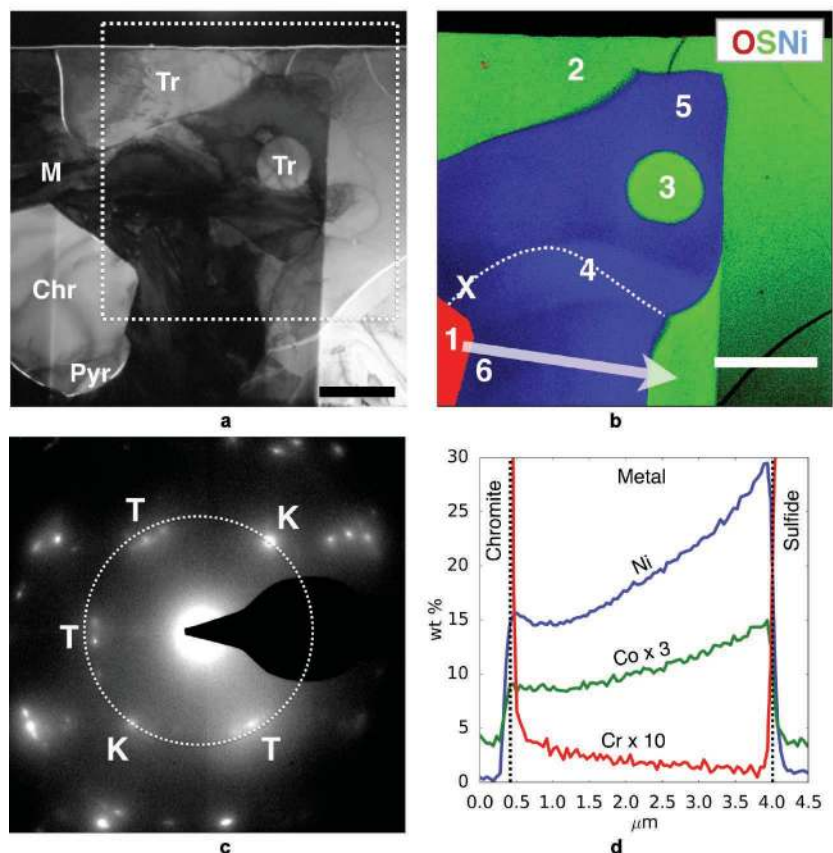 Tr
Tr
M
Chr
Pyr
a
OSNi
2
5
3
4
X
1
6
b
T
K
T
K
T
c
30
25
20
15
10
5
0
wt %
Chromite
Metal
Sulfide
Ni
Co x 3
Cr x 10
0.0 0.5 1.0 1.5 2.0 2.5 3.0 3.5 4.0 4.5
μm
d